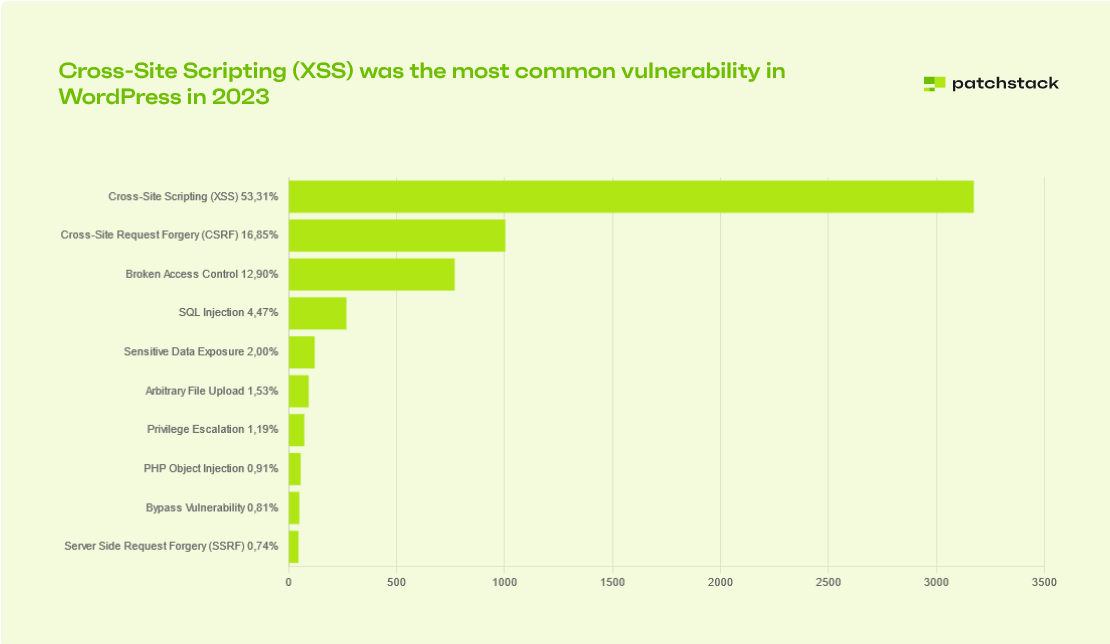 Cross-Site Scripting (XSS) was the most common vulnerability in
WordPress in 2023
patchstack
Cross-Site Scripting (XSS) 53,31%
Cross-Site Request Forgery (CSRF) 16,85%
Broken Access Control 12,90%
SQL Injection 4,47%
Sensitive Data Exposure 2,00%
Arbitrary File Upload 1,53%
Privilege Escalation 1,19%
PHP Object Injection 0,91%
Bypass Vulnerability 0,81%
Server Side Request Forgery (SSRF) 0,74%
0 500 1000 1500 2000 2500 3000 3500